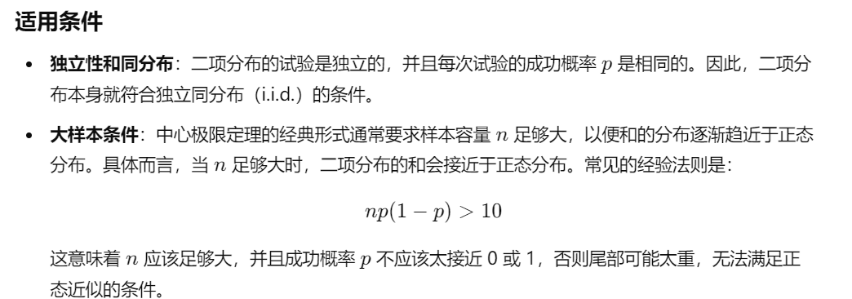 适用条件
• 独立性和同分布：二项分布的试验是独立的，并且每次试验的成功概率 p 是相同的。因此，二项分
布本身就符合独立同分布（i.i.d.）的条件。
• 大样本条件：中心极限定理的经典形式通常要求样本容量 n 足够大，以便和的分布逐渐趋近于正态
分布。具体而言，当 n 足够大时，二项分布的和会接近于正态分布。常见的经验法则是：
np(1 − p) > 10
这意味着 n 应该足够大，并且成功概率 p 不应该太接近 0 或 1，否则尾部可能太重，无法满足正
态近似的条件。